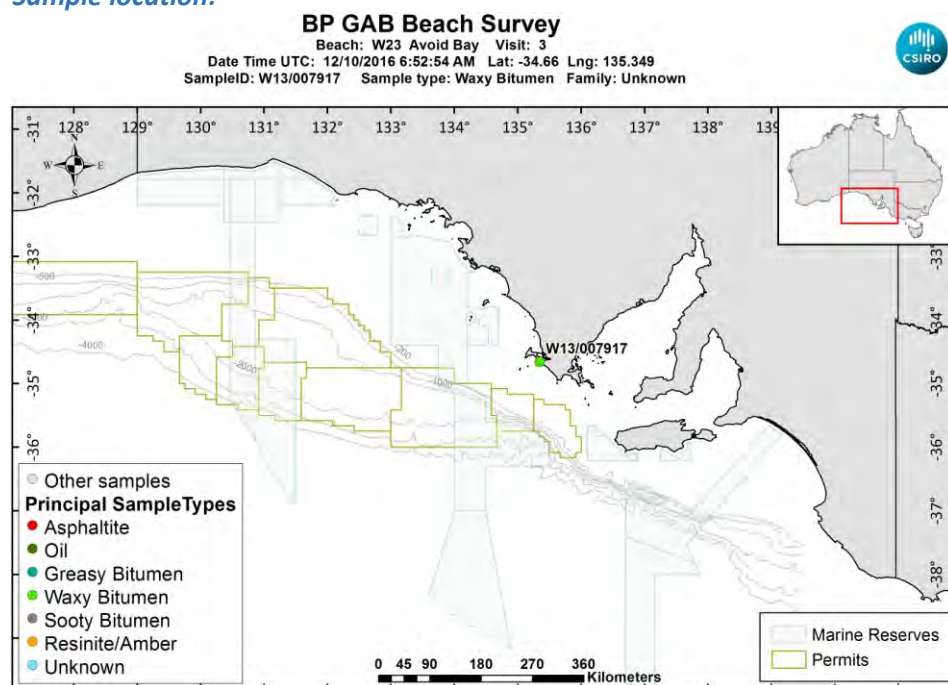 Sample location:
BP GAB Beach Survey
Beach: W23 Avoid Bay Visit: 3
Date Time UTC: 12/10/2016 6:52:54 AM Lat: -34.66 Lng: 135.349
SampleID: W13/007917 Sample type: Waxy Bitumen Family: Unknown
CSIRO
128° 129° 130° 131° 132° 133° 134° 135° 136° 137° 138° 139
-31° -31°
N
W E
S
-32° -32°
-33° -33°
-500
-34° -34°
-200
W13/007917
-4000
-2000
-1000
-35° -35°
-36° -36°
-37° -37°
-38°
Other samples
Principal SampleTypes
Asphaltite
Oil
Greasy Bitumen
Waxy Bitumen
Sooty Bitumen
Resinite/Amber
Unknown
0 45 90 180 270 360
Kilometers
Marine Reserves
Permits